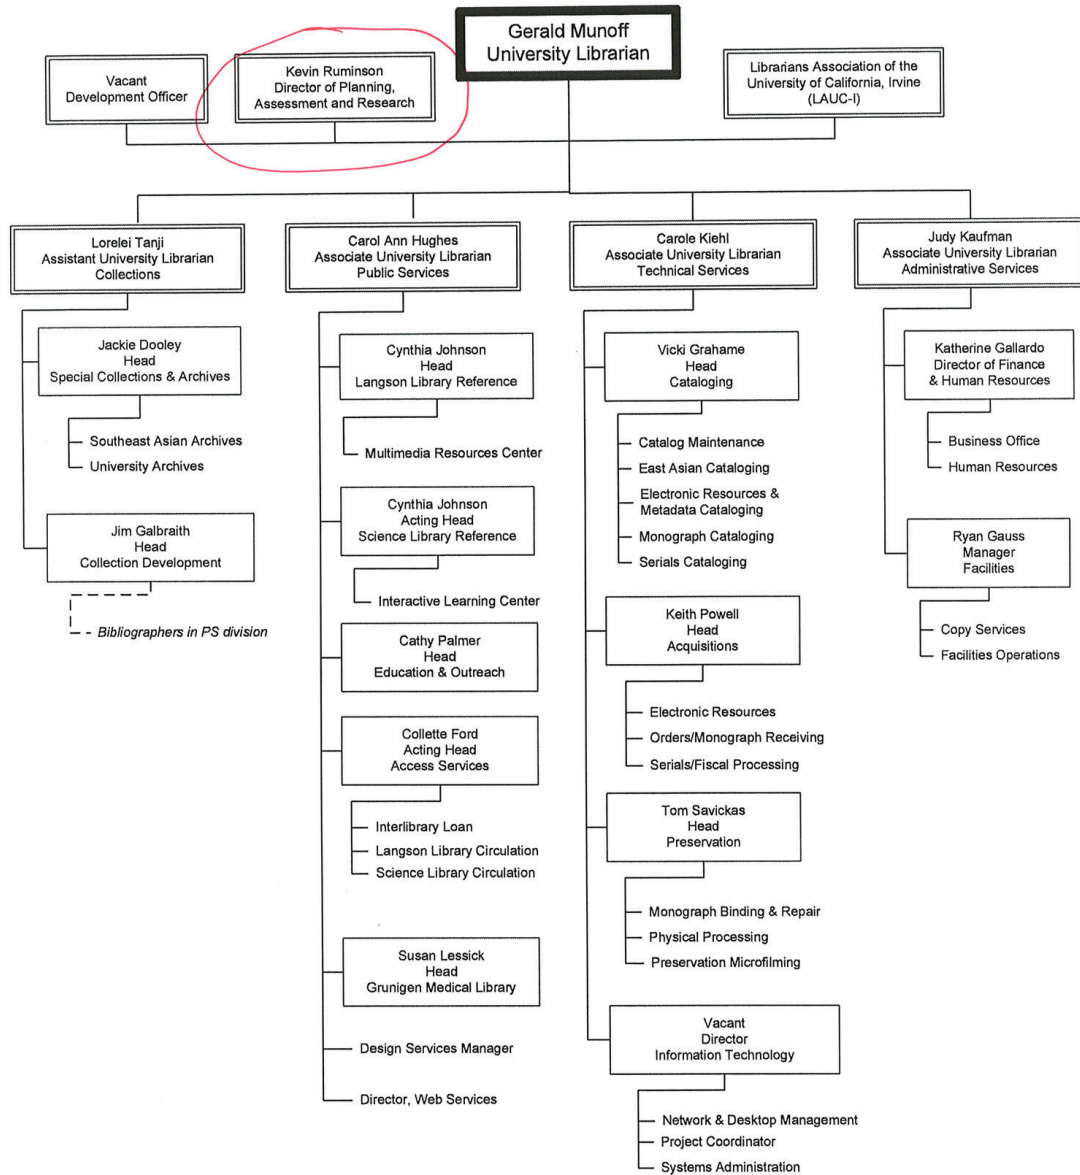 Gerald Munoff
University Librarian
Vacant
Development Officer
Kevin Ruminson
Director of Planning,
Assessment and Research
Librarians Association of the
University of California, Irvine
(LAUC-I)
Lorelei Tanji
Assistant University Librarian
Collections
Jackie Dooley
Head
Special Collections & Archives
Southeast Asian Archives
University Archives
Jim Galbraith
Head
Collection Development
Bibliographers in PS division
Carol Ann Hughes
Associate University Librarian
Public Services
Cynthia Johnson
Head
Langson Library Reference
Multimedia Resources Center
Cynthia Johnson
Acting Head
Science Library Reference
Interactive Learning Center
Cathy Palmer
Head
Education & Outreach
Collette Ford
Acting Head
Access Services
Interlibrary Loan
Langson Library Circulation
Science Library Circulation
Susan Lessick
Head
Grunigen Medical Library
Design Services Manager
Director, Web Services
Carole Kiehl
Associate University Librarian
Technical Services
Vicki Grahame
Head
Cataloging
Catalog Maintenance
East Asian Cataloging
Electronic Resources &
Metadata Cataloging
Monograph Cataloging
Serials Cataloging
Keith Powell
Head
Acquisitions
Electronic Resources
Orders/Monograph Receiving
Serials/Fiscal Processing
Tom Savickas
Head
Preservation
Monograph Binding & Repair
Physical Processing
Preservation Microfilming
Vacant
Director
Information Technology
Network & Desktop Management
Project Coordinator
Systems Administration
Judy Kaufman
Associate University Librarian
Administrative Services
Katherine Gallardo
Director of Finance
& Human Resources
Business Office
Human Resources
Ryan Gauss
Manager
Facilities
Copy Services
Facilities Operations